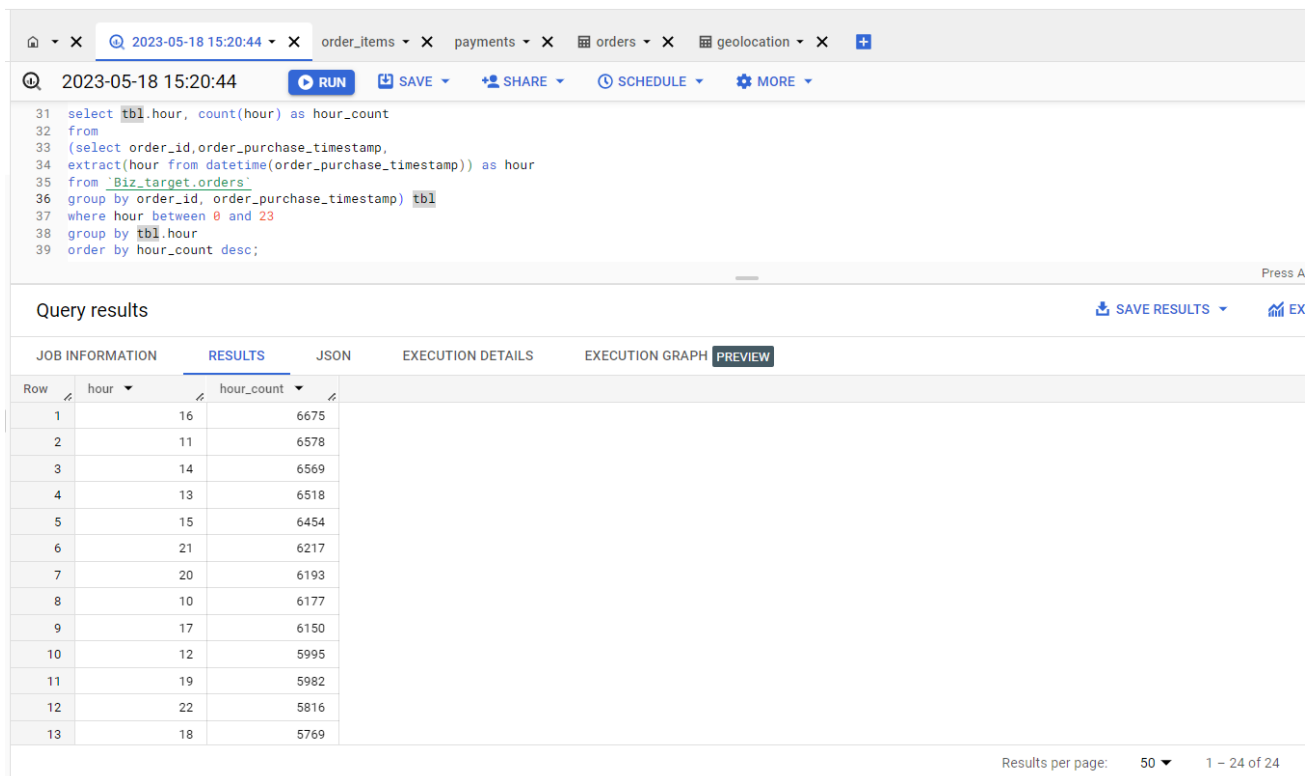 2023-05-18 15:20:44 order_items payments orders geolocation
2023-05-18 15:20:44 RUN SAVE SHARE SCHEDULE MORE
31 select tbl.hour, count(hour) as hour_count
32 from
33 (select order_id,order_purchase_timestamp,
34 extract(hour from datetime(order_purchase_timestamp)) as hour
35 from `Biz_target.orders`
36 group by order_id, order_purchase_timestamp) tbl
37 where hour between 0 and 23
38 group by tbl.hour
39 order by hour_count desc;
Press A
Query results SAVE RESULTS EX
JOB INFORMATION RESULTS JSON EXECUTION DETAILS EXECUTION GRAPH PREVIEW
Row hour hour_count
1 16 6675
2 11 6578
3 14 6569
4 13 6518
5 15 6454
6 21 6217
7 20 6193
8 10 6177
9 17 6150
10 12 5995
11 19 5982
12 22 5816
13 18 5769
Results per page: 50 1 – 24 of 24